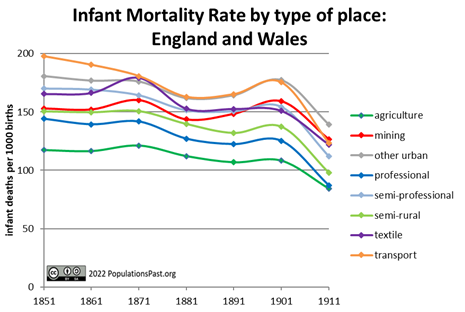 Infant Mortality Rate by type of place:
England and Wales
infant deaths per 1000 births
200
150
100
50
0
1851 1861 1871 1881 1891 1901 1911
agriculture
mining
other urban
professional
semi-professional
semi-rural
textile
transport
cc
2022 PopulationsPast.org